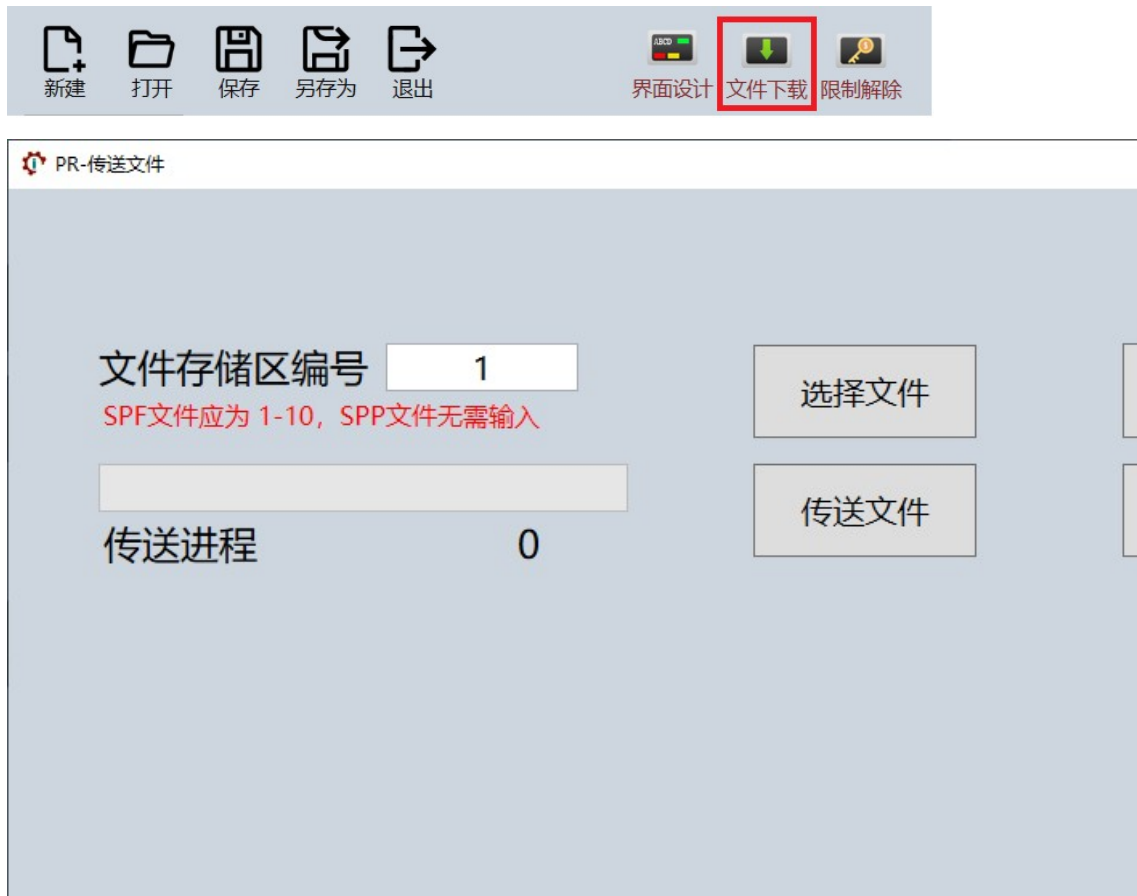 新建 打开 保存 另存为 退出 界面设计 文件下载 限制解除
PR-传送文件
文件存储区编号 1 选择文件
SPF文件应为 1-10，SPP文件无需输入
传送文件
传送进程 0